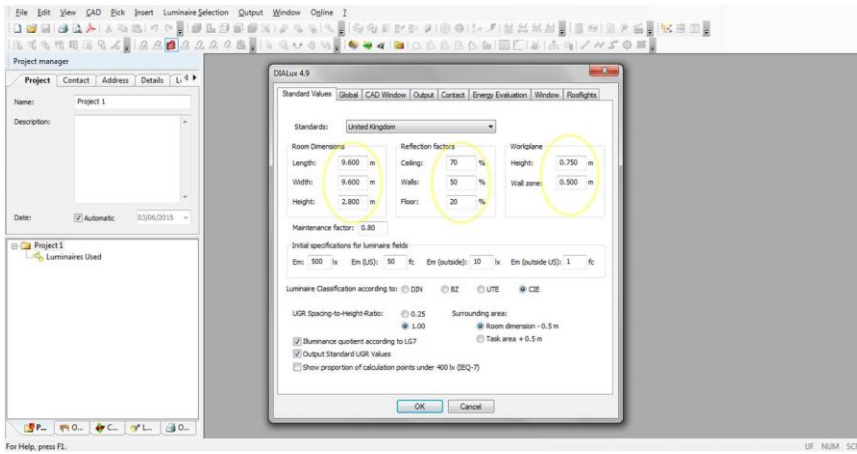 File Edit View CAD Pick Insert Luminaire Selection Output Window Online ?
Project manager
Project Contact Address Details L
Name: Project 1
Description:
Date: Automatic 03/06/2015
Project 1
Luminaires Used
P... O... C... L... O...
For Help, press F1.
UF NUM SC
DIALux 4.9
Standard Values Global CAD Window Output Contact Energy Evaluation Window Rooflights
Standards: United Kingdom
Room Dimensions Reflection factors Workplane
Length: 9.600 m Ceiling: 70 % Height: 0.750 m
Width: 9.600 m Walls: 50 % Wall zone: 0.500 m
Height: 2.800 m Floor: 20 %
Maintenance factor: 0.80
Initial specifications for luminaire fields
Em: 500 lx Em (US): 50 fc Em (outside): 10 lx Em (outside US): 1 fc
Luminaire Classification according to: DIN BZ UTE CIE
UGR Spacing-to-Height-Ratio: 0.25 Surrounding area:
1.00 Room dimension - 0.5 m
Illuminance quotient according to LG7 Task area + 0.5 m
Output Standard UGR Values
Show proportion of calculation points under 400 lx (IEQ-7)
OK Cancel